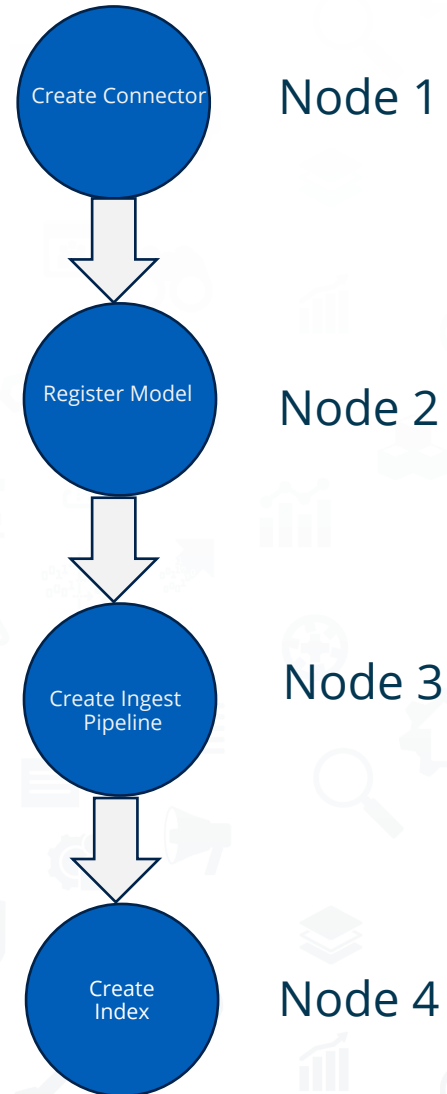 Create Connector
Node 1
Register Model
Node 2
Create Ingest
Pipeline
Node 3
Create
Index
Node 4